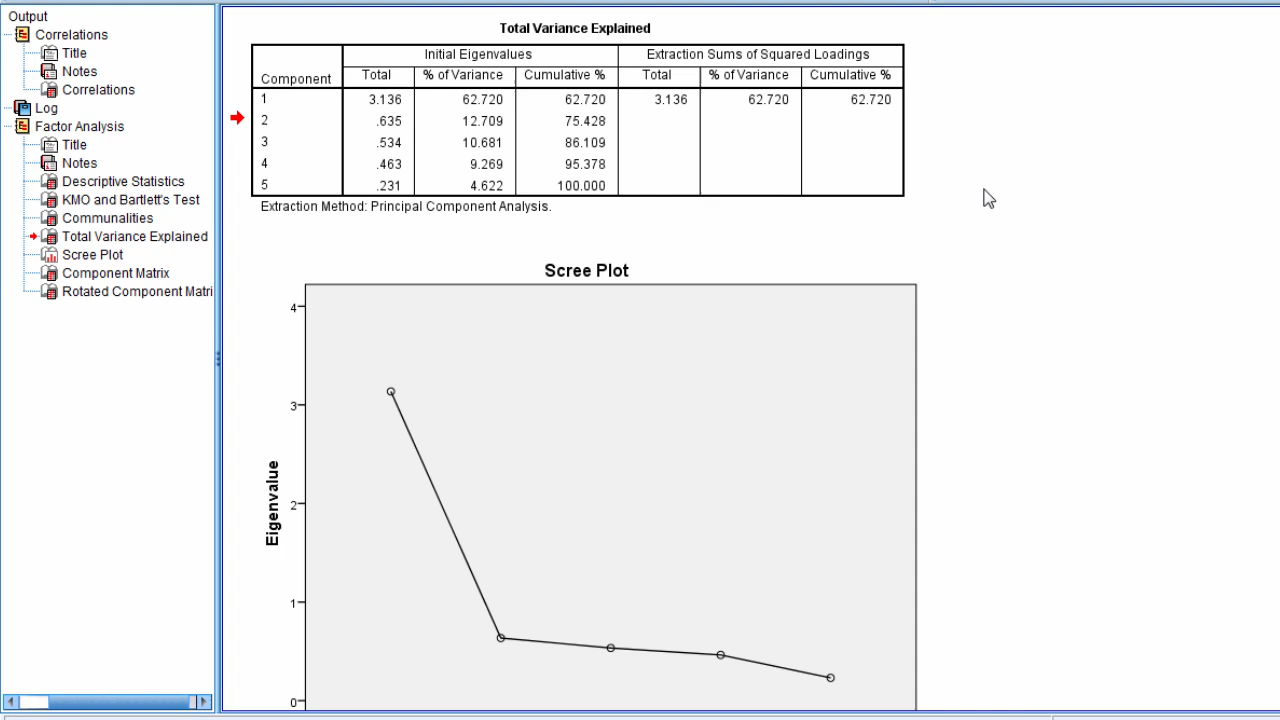 Output
Correlations
Title
Notes
Correlations
Log
Factor Analysis
Title
Notes
Descriptive Statistics
KMO and Bartlett's Test
Communalities
Total Variance Explained
Scree Plot
Component Matrix
Rotated Component Matri
Total Variance Explained
Initial Eigenvalues Extraction Sums of Squared Loadings
Component Total % of Variance Cumulative % Total % of Variance Cumulative %
1 3.136 62.720 62.720 3.136 62.720 62.720
2 .635 12.709 75.428
3 .534 10.681 86.109
4 .463 9.269 95.378
5 .231 4.622 100.000
Extraction Method: Principal Component Analysis.
Scree Plot
4
3
2
1
0
Eigenvalue